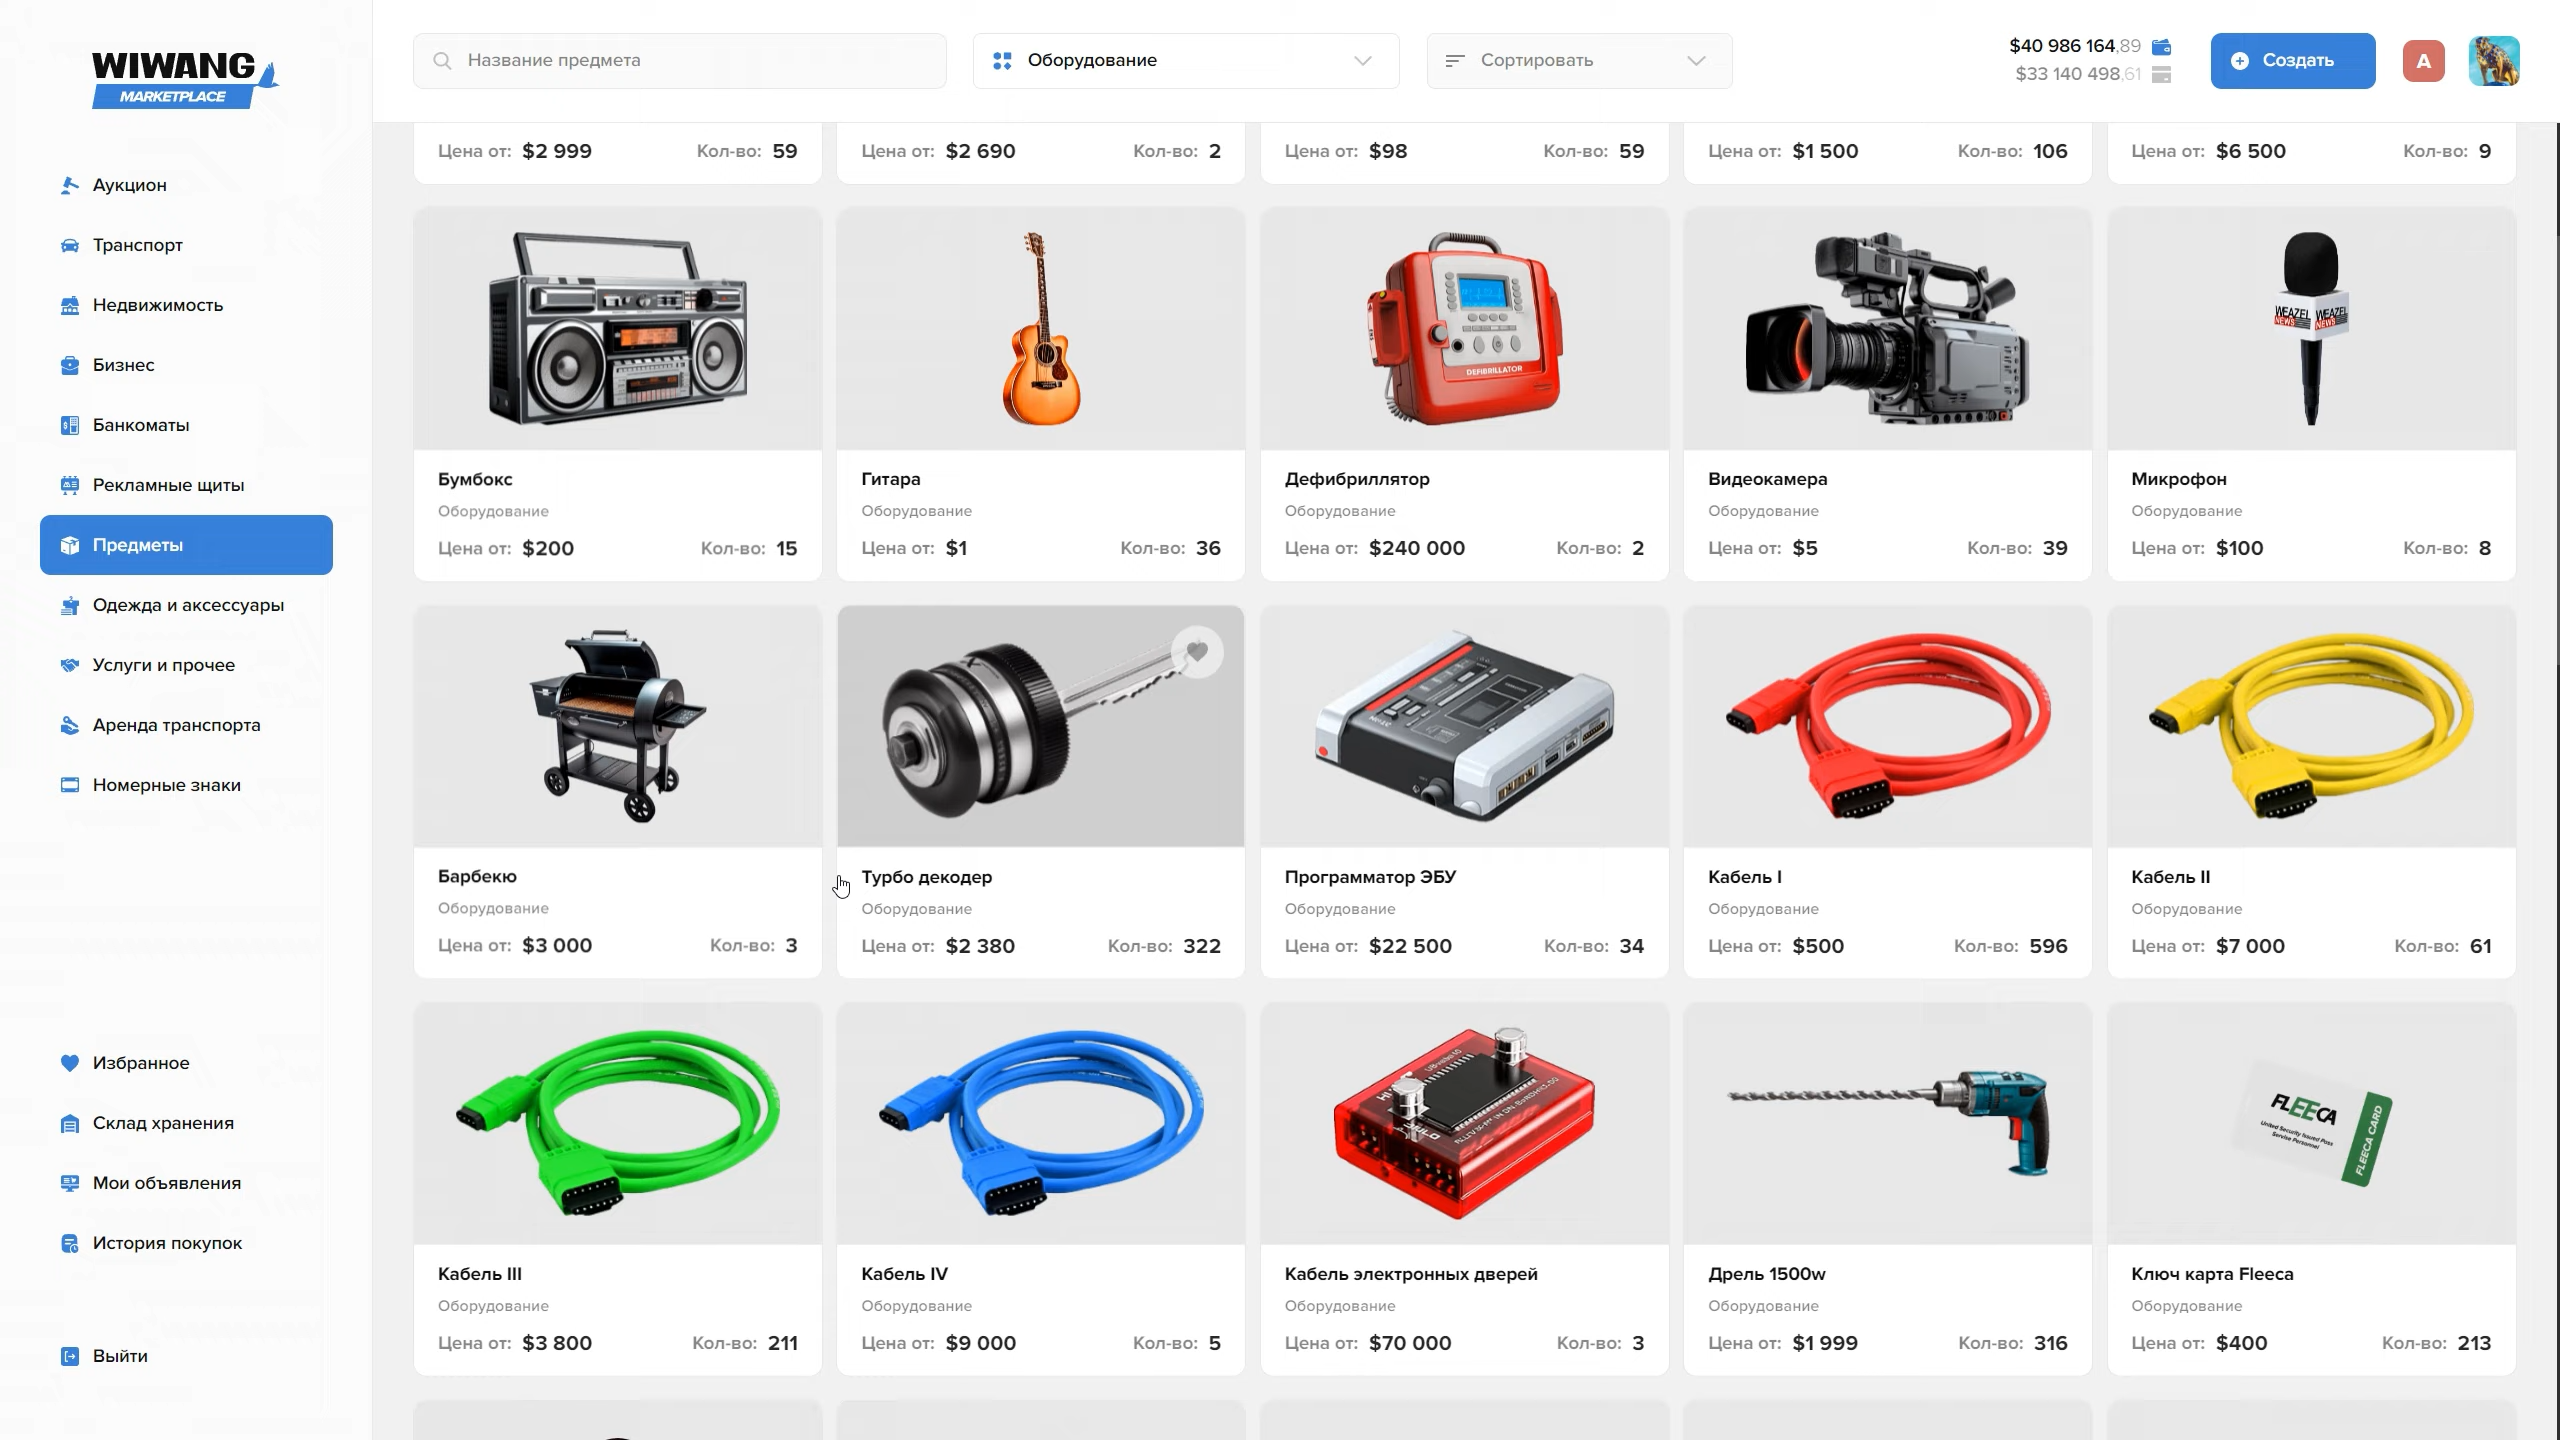 WIWANG
MARKETPLACE
Название предмета
Оборудование
Сортировать
$40 986 164,89
$33 140 498,61
Создать
A
Аукцион
Транспорт
Недвижимость
Бизнес
Банкоматы
Рекламные щиты
Предметы
Одежда и аксессуары
Услуги и прочее
Аренда транспорта
Номерные знаки
Избранное
Склад хранения
Мои объявления
История покупок
Выйти
Цена от: $2 999 Кол-во: 59
Цена от: $2 690 Кол-во: 2
Цена от: $98 Кол-во: 59
Цена от: $1 500 Кол-во: 106
Цена от: $6 500 Кол-во: 9
Бумбокс
Оборудование
Цена от: $200 Кол-во: 15
Гитара
Оборудование
Цена от: $1 Кол-во: 36
DEFIBRILLATOR
Дефибриллятор
Оборудование
Цена от: $240 000 Кол-во: 2
Видеокамера
Оборудование
Цена от: $5 Кол-во: 39
WEAZEL WEAZEL
NEWS NEWS
Микрофон
Оборудование
Цена от: $100 Кол-во: 8
Барбекю
Оборудование
Цена от: $3 000 Кол-во: 3
Турбо декодер
Оборудование
Цена от: $2 380 Кол-во: 322
Программатор ЭБУ
Оборудование
Цена от: $22 500 Кол-во: 34
Кабель I
Оборудование
Цена от: $500 Кол-во: 596
Кабель II
Оборудование
Цена от: $7 000 Кол-во: 61
Кабель III
Оборудование
Цена от: $3 800 Кол-во: 211
Кабель IV
Оборудование
Цена от: $9 000 Кол-во: 5
Кабель электронных дверей
Оборудование
Цена от: $70 000 Кол-во: 3
Дрель 1500w
Оборудование
Цена от: $1 999 Кол-во: 316
FLEECA
United Security Issued Pass
Service Personnel
FLEECA CARD
Ключ карта Fleeca
Оборудование
Цена от: $400 Кол-во: 213